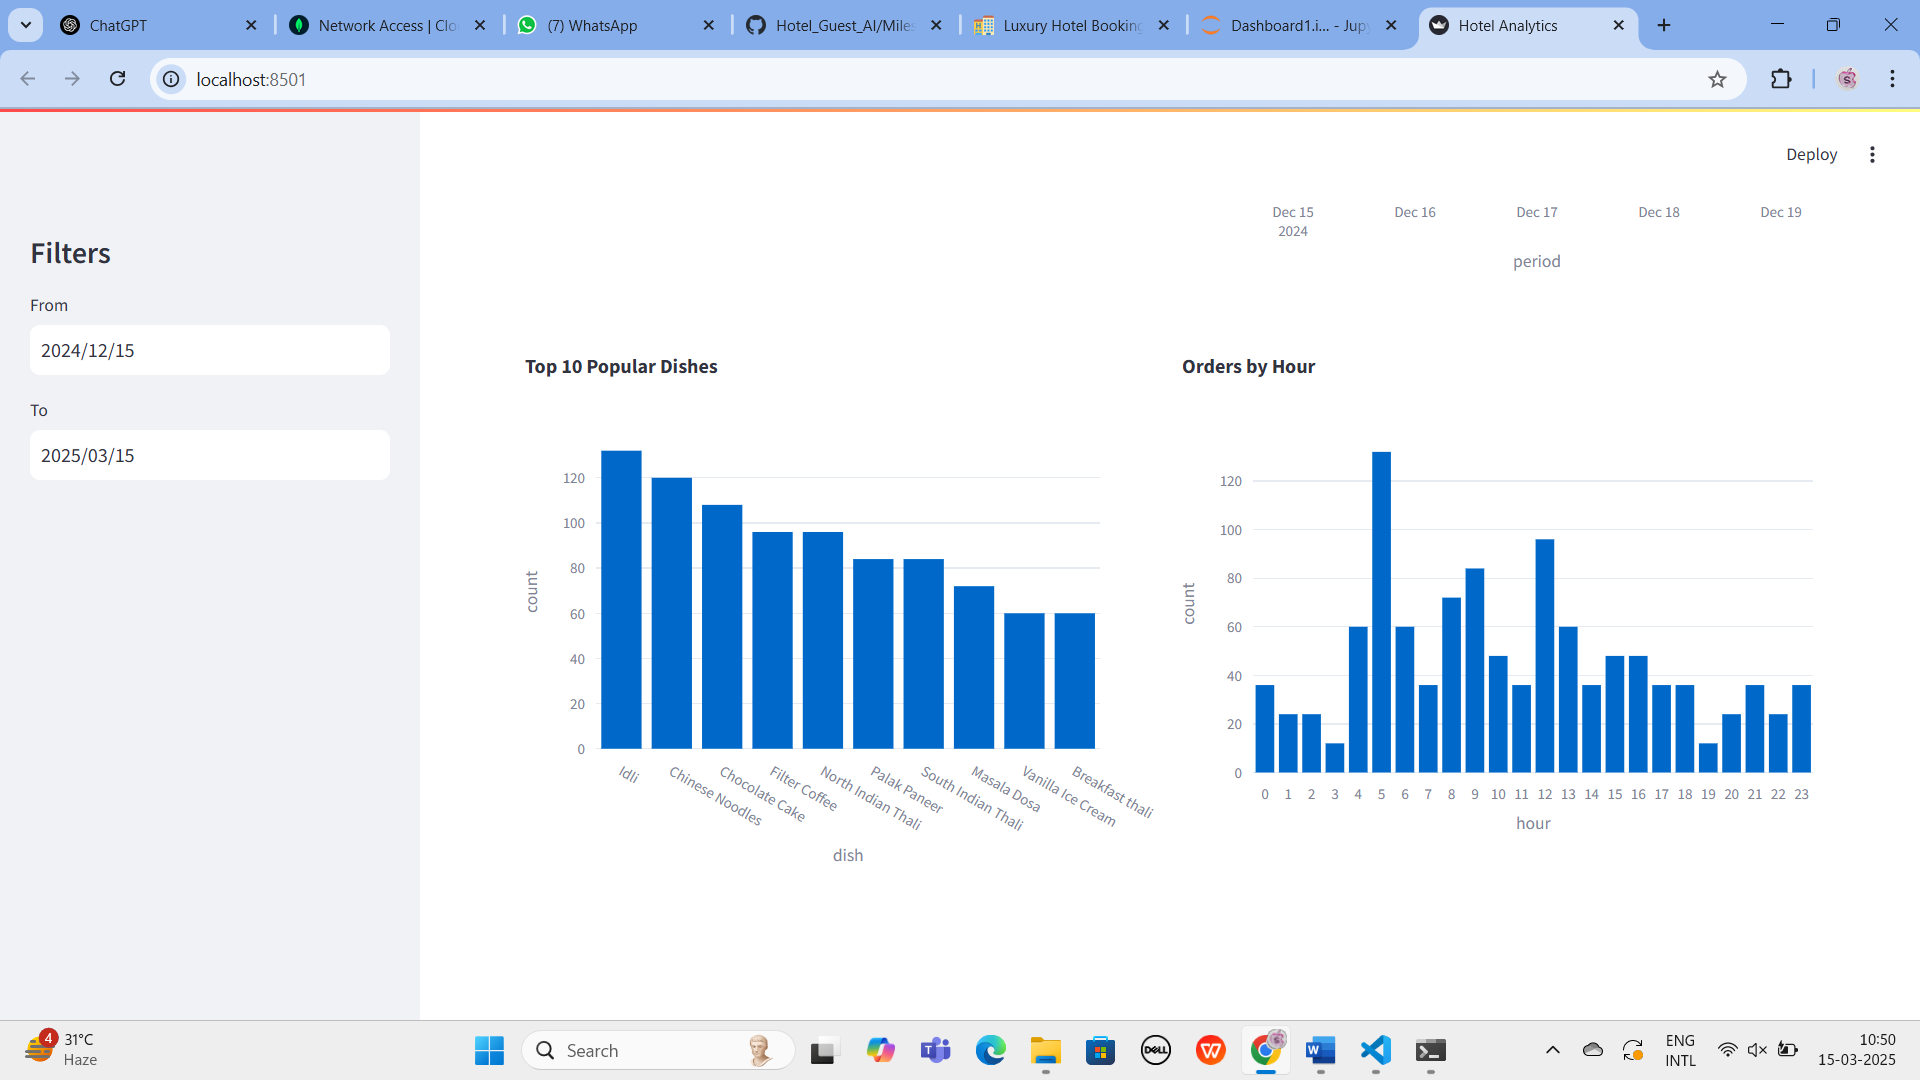 ChatGPT
Network Access | Clo
(7) WhatsApp
Hotel_Guest_AI/Miles
Luxury Hotel Booking
Dashboard1.i... - Jup
Hotel Analytics
localhost:8501
Deploy
Filters
From
2024/12/15
To
2025/03/15
Dec 15 Dec 16 Dec 17 Dec 18 Dec 19
2024
period
Top 10 Popular Dishes
120
100
80
60
40
20
0
count
Idli
Chinese Noodles
Chocolate Cake
Filter Coffee
North Indian Thali
Palak Paneer
South Indian Thali
Masala Dosa
Vanilla Ice Cream
Breakfast thali
dish
Orders by Hour
120
100
80
60
40
20
0
count
0 1 2 3 4 5 6 7 8 9 10 11 12 13 14 15 16 17 18 19 20 21 22 23
hour
4
31°C
Haze
Search
DELL
ENG
INTL
10:50
15-03-2025